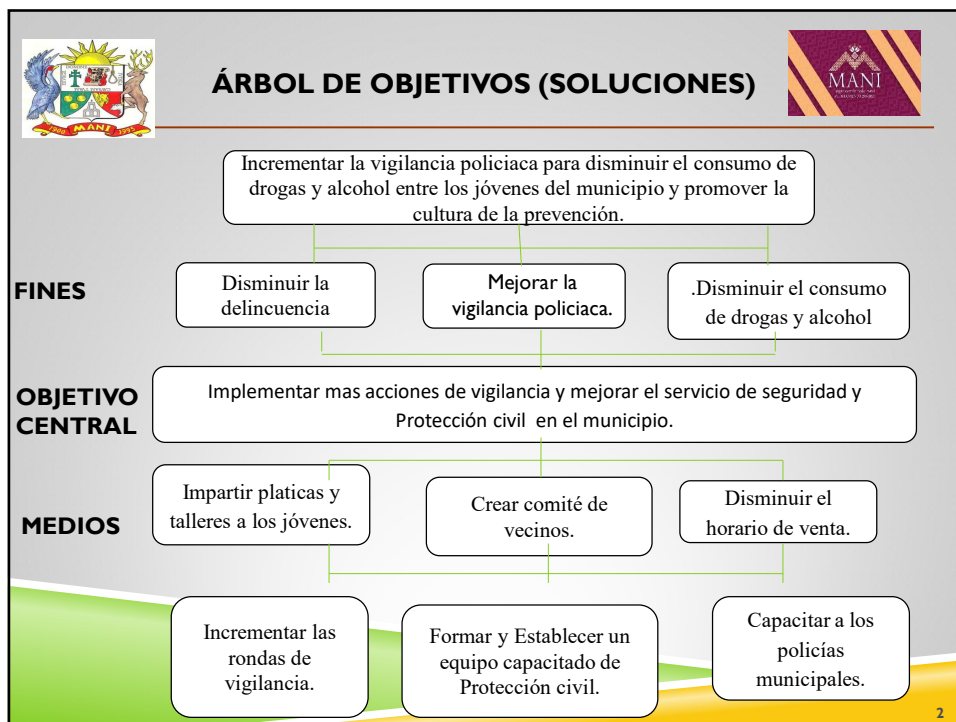 ÁRBOL DE OBJETIVOS (SOLUCIONES)
1900 MANI 1993
MANI
Incrementar la vigilancia policiaca para disminuir el consumo de
drogas y alcohol entre los jóvenes del municipio y promover la
cultura de la prevención.
FINES
Disminuir la
delincuencia
Mejorar la
vigilancia policiaca.
.Disminuir el consumo
de drogas y alcohol
OBJETIVO
CENTRAL
Implementar mas acciones de vigilancia y mejorar el servicio de seguridad y
Protección civil en el municipio.
MEDIOS
Impartir platicas y
talleres a los jóvenes.
Crear comité de
vecinos.
Disminuir el
horario de venta.
Incrementar las
rondas de
vigilancia.
Formar y Establecer un
equipo capacitado de
Protección civil.
Capacitar a los
policías
municipales.
2